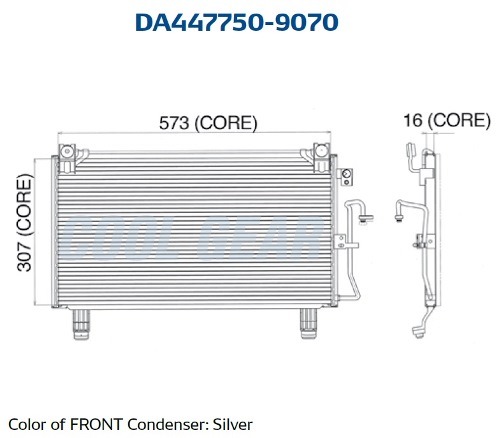 DA447750-9070
573 (CORE)
16 (CORE)
307 (CORE)
COOL GEAR
Color of FRONT Condenser: Silver